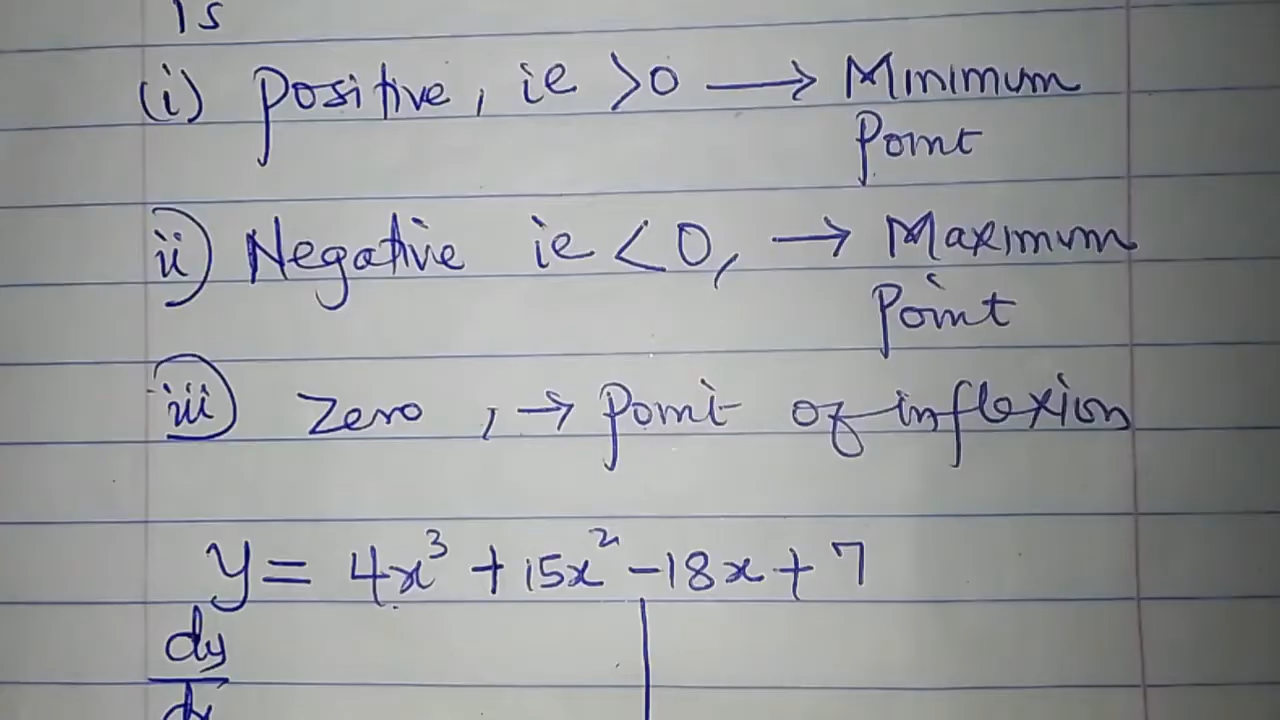 is
(i) Positive, ie >0 → Minimum
Point
ii) Negative ie <0, → Maximum
Point
iii) Zero, → Point of inflexion
y = 4x³ + 15x² - 18x + 7
dy
dx